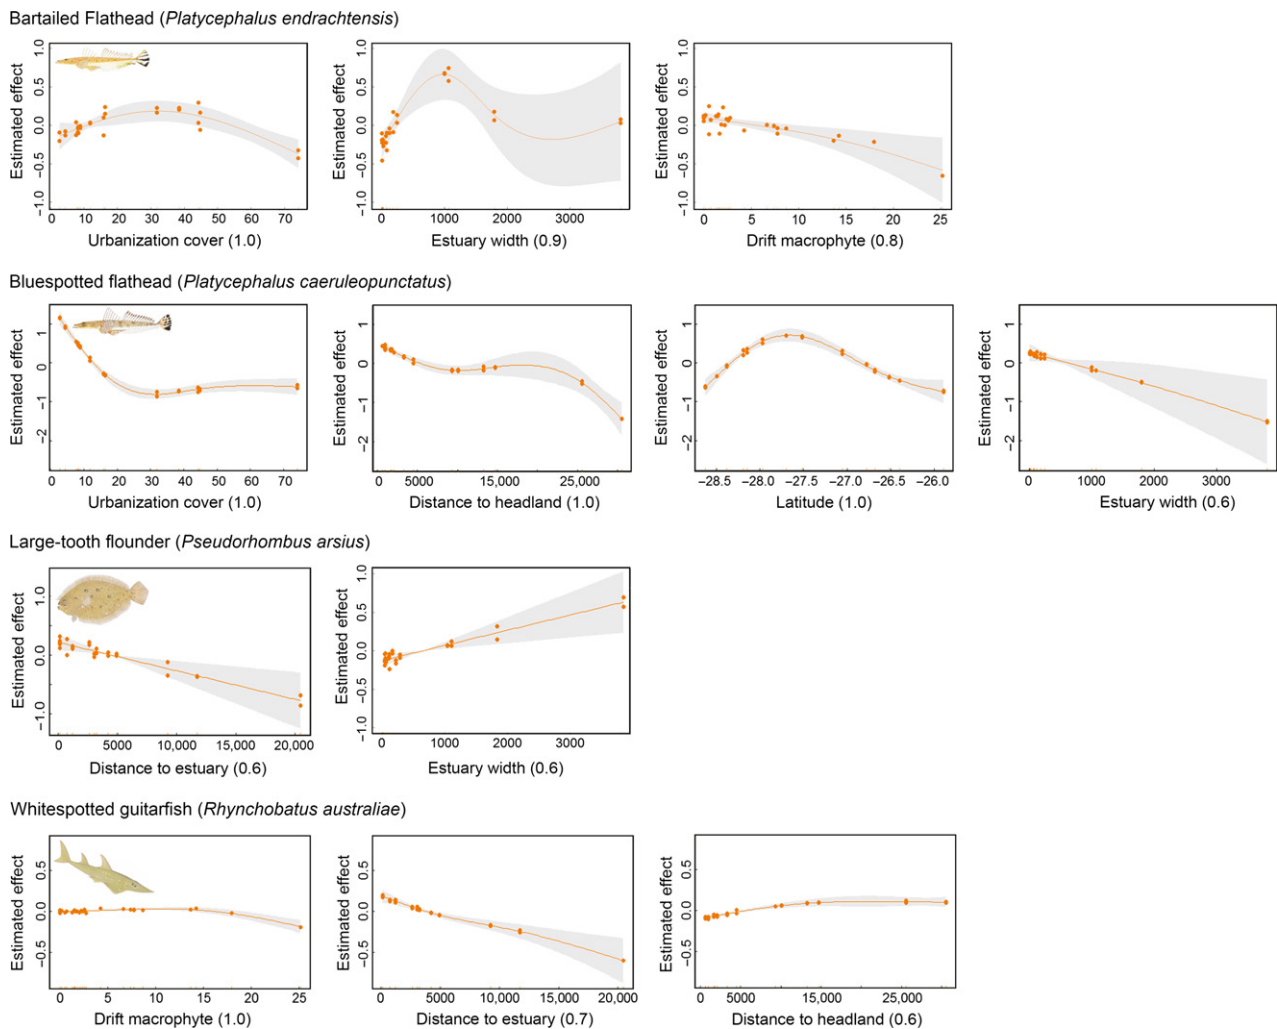 Bartailed Flathead (Platycephalus endrachtensis)
Estimated effect
1.0
0.5
0.0
−0.5
−1.0
0 10 20 30 40 50 60 70
Urbanization cover (1.0)
Estimated effect
1.0
0.5
0.0
−0.5
−1.0
0 1000 2000 3000
Estuary width (0.9)
Estimated effect
1.0
0.5
0.0
−0.5
−1.0
0 5 10 15 20 25
Drift macrophyte (0.8)
Bluespotted flathead (Platycephalus caeruleopunctatus)
Estimated effect
1
0
−1
−2
0 10 20 30 40 50 60 70
Urbanization cover (1.0)
Estimated effect
1
0
−1
−2
0 5000 15,000 25,000
Distance to headland (1.0)
Estimated effect
1
0
−1
−2
−28.5 −28.0 −27.5 −27.0 −26.5 −26.0
Latitude (1.0)
Estimated effect
1
0
−1
−2
0 1000 2000 3000
Estuary width (0.6)
Large-tooth flounder (Pseudorhombus arsius)
Estimated effect
1.0
0.0
−1.0
0 5000 10,000 15,000 20,000
Distance to estuary (0.6)
Estimated effect
1.0
0.5
0.0
−0.5
−1.0
0 1000 2000 3000
Estuary width (0.6)
Whitespotted guitarfish (Rhynchobatus australiae)
Estimated effect
0.5
0.0
−0.5
0 5 10 15 20 25
Drift macrophyte (1.0)
Estimated effect
0.5
0.0
−0.5
0 5000 10,000 15,000 20,000
Distance to estuary (0.7)
Estimated effect
0.5
0.0
−0.5
0 5000 15,000 25,000
Distance to headland (0.6)